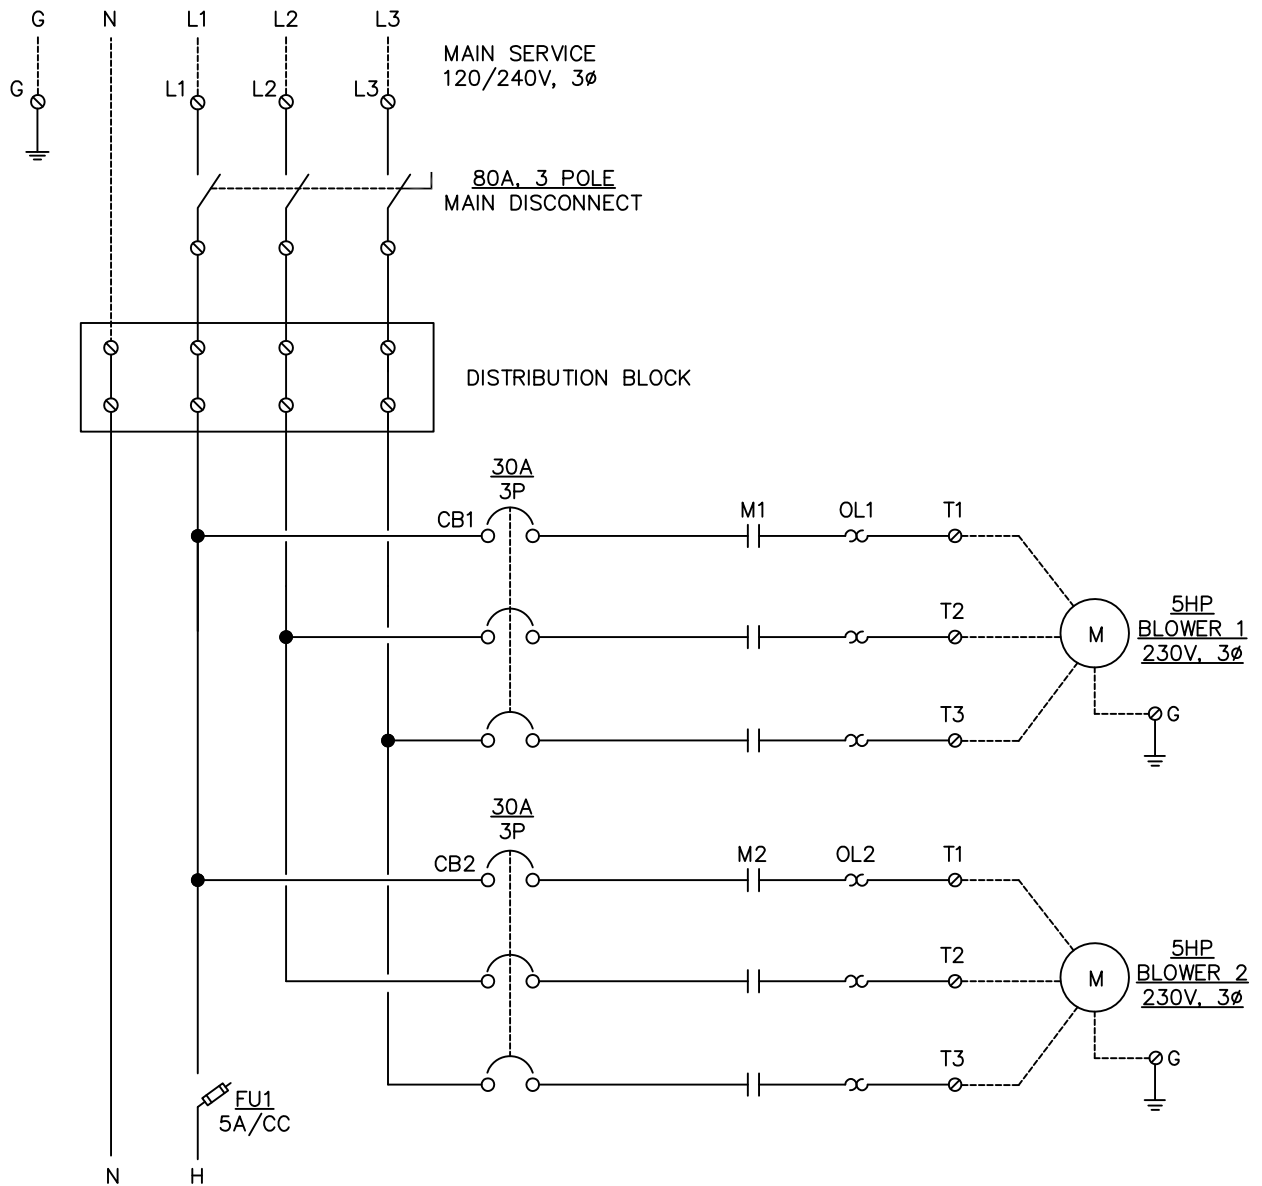 G N L1 L2 L3
MAIN SERVICE
120/240V, 3ø
G L1 L2 L3
80A, 3 POLE
MAIN DISCONNECT
DISTRIBUTION BLOCK
30A
3P
CB1 M1 OL1 T1
T2
5HP
BLOWER 1
230V, 3ø
M
T3
G
30A
3P
CB2 M2 OL2 T1
T2
5HP
BLOWER 2
230V, 3ø
M
T3
G
FU1
5A/CC
N H